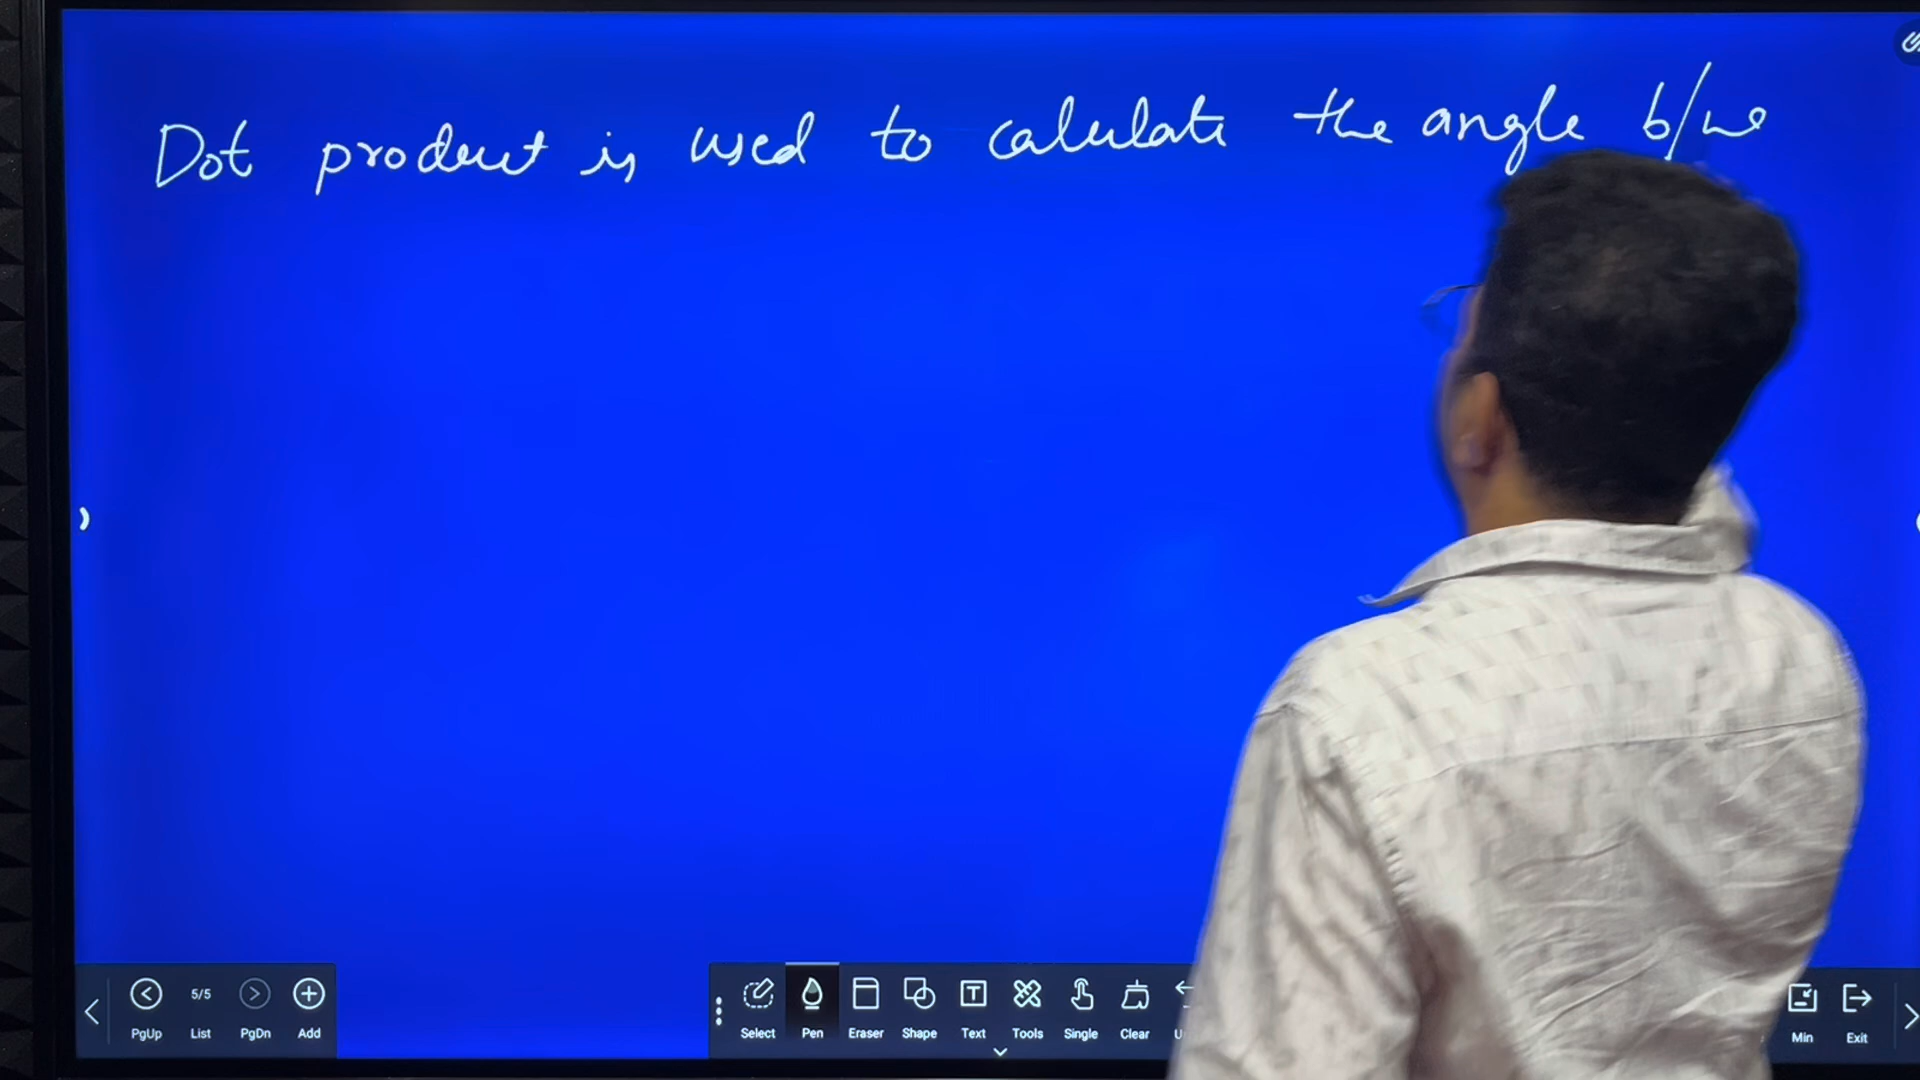 Dot product is used to calulate the angle b/we
5/5
PgUp List PgDn Add
Select Pen Eraser Shape Text Tools Single Clear
Min Exit